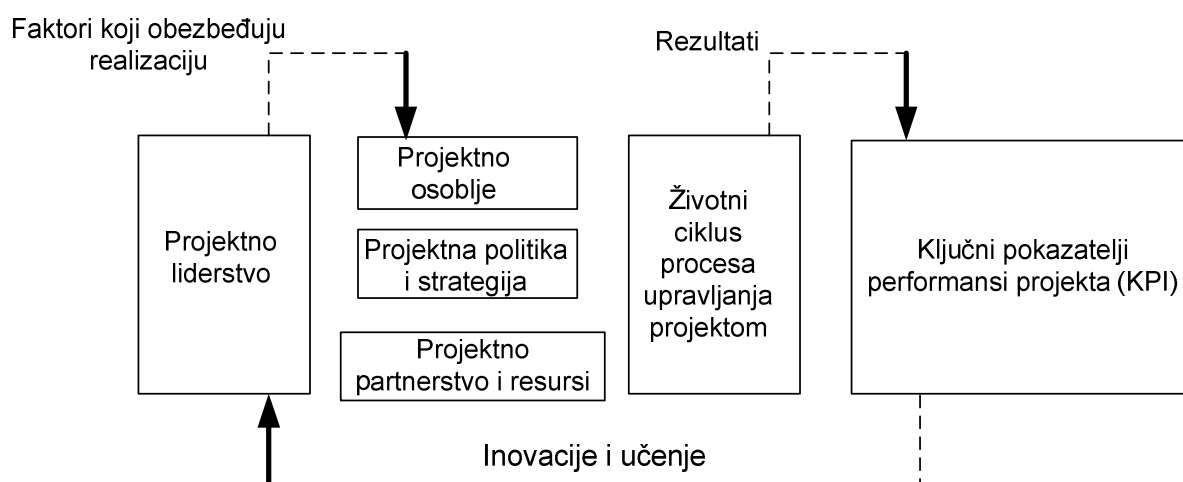 Faktori koji obezbeđuju
realizaciju
Rezultati
Projektno
liderstvo
Projektno
osoblje
Projektna politika
i strategija
Projektno
partnerstvo i resursi
Životni
ciklus
procesa
upravljanja
projektom
Ključni pokazatelji
performansi projekta (KPI)
Inovacije i učenje